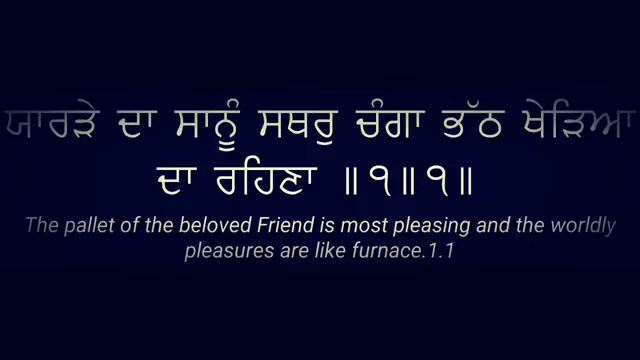 ਯਾਰੜੇ ਦਾ ਸਾਨੂੰ ਸਥਰੁ ਚੰਗਾ ਭੱਠ ਖੇੜਿਆ
ਦਾ ਰਹਿਣਾ ॥੧॥੧॥
The pallet of the beloved Friend is most pleasing and the worldly
pleasures are like furnace.1.1